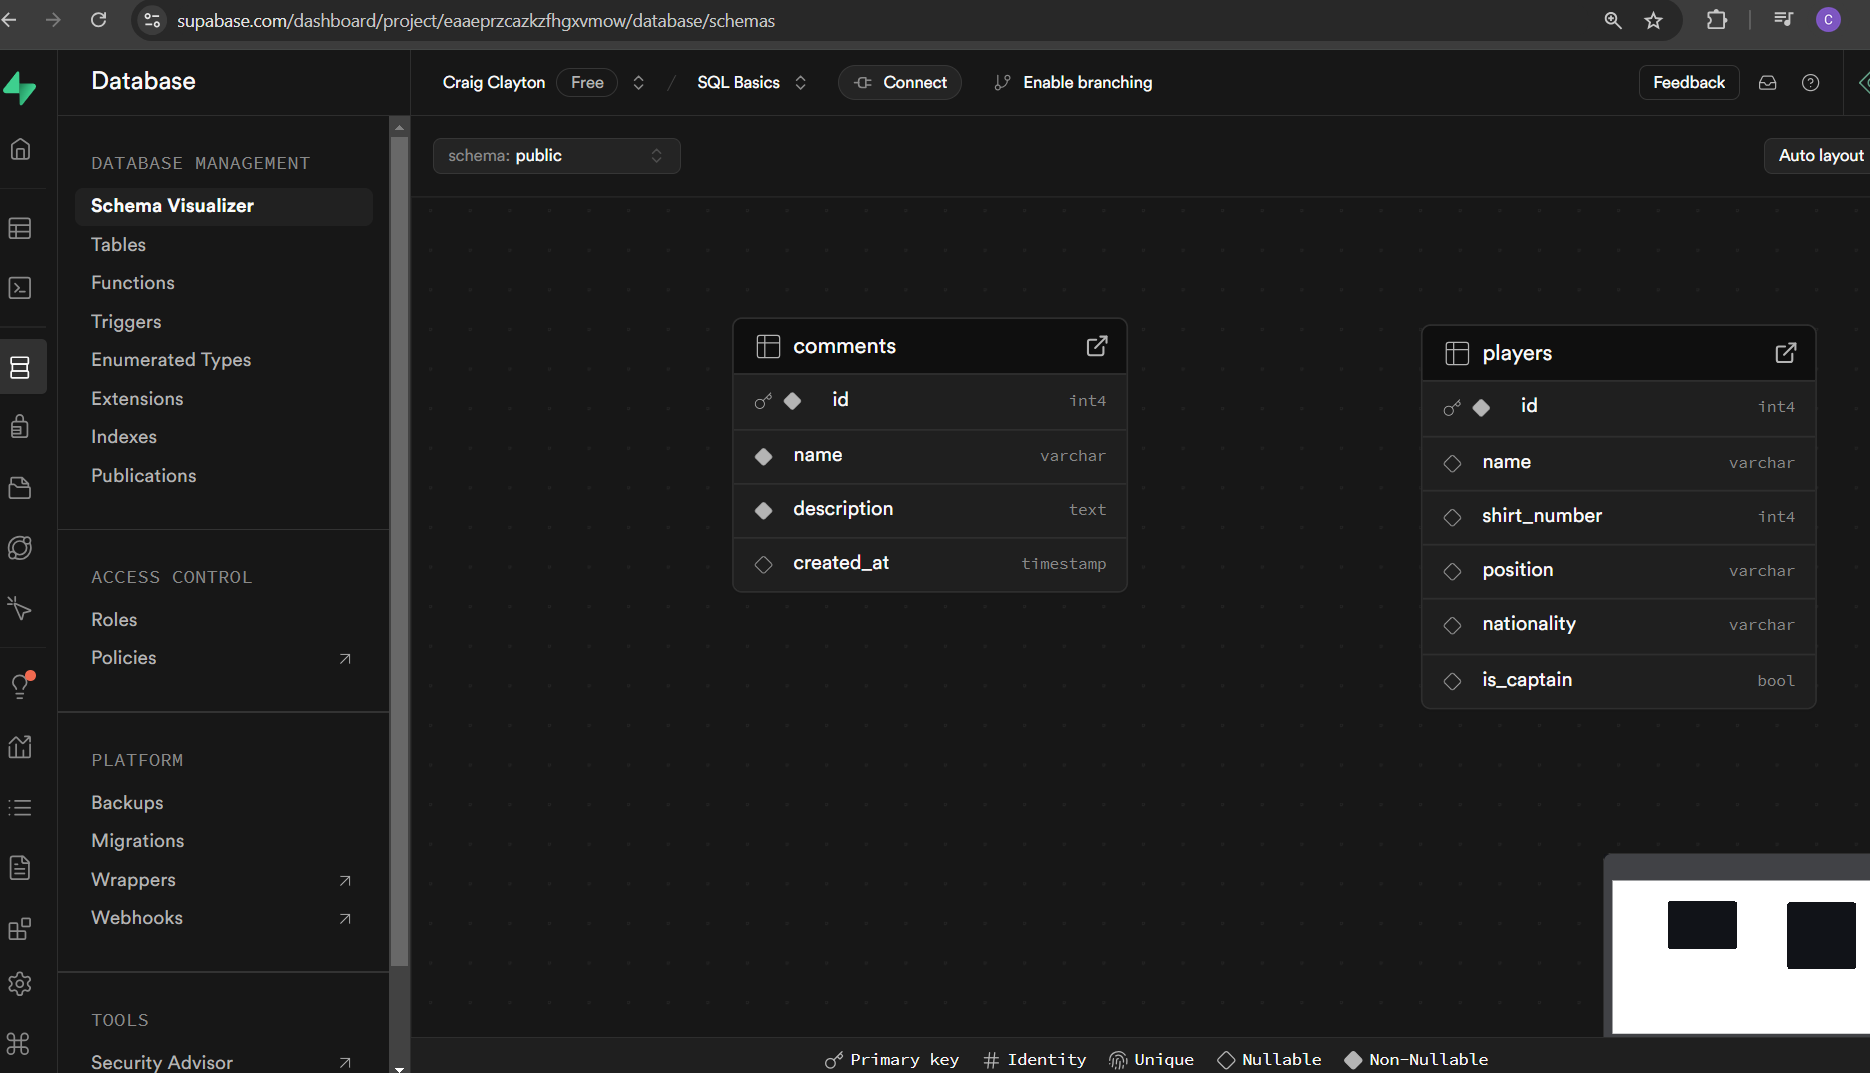 supabase.com/dashboard/project/eaaeprzcazkzfhgxvmow/database/schemas
C
Database
Craig Clayton Free / SQL Basics Connect Enable branching Feedback
DATABASE MANAGEMENT
Schema Visualizer
Tables
Functions
Triggers
Enumerated Types
Extensions
Indexes
Publications
ACCESS CONTROL
Roles
Policies
PLATFORM
Backups
Migrations
Wrappers
Webhooks
TOOLS
Security Advisor
schema: public
Auto layout
comments
id int4
name varchar
description text
created_at timestamp
players
id int4
name varchar
shirt_number int4
position varchar
nationality varchar
is_captain bool
Primary key Identity Unique Nullable Non-Nullable